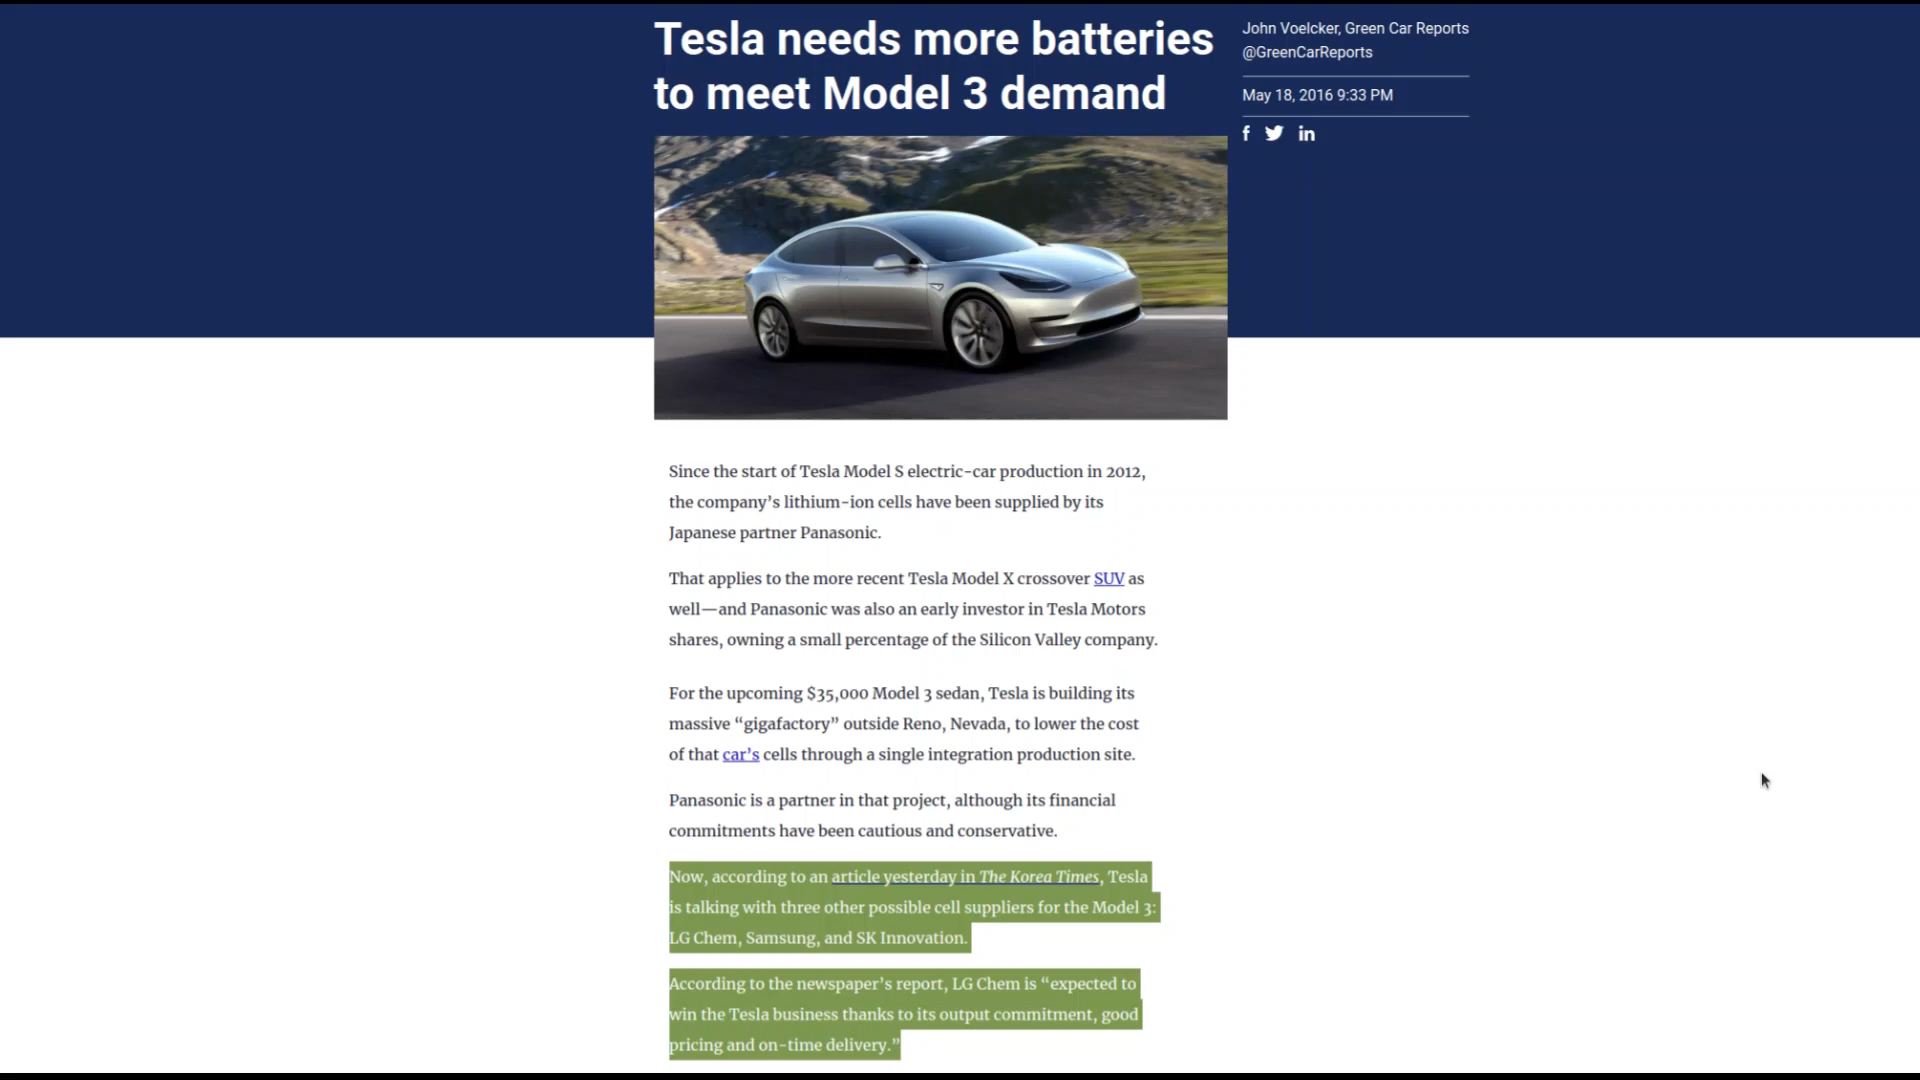 Tesla needs more batteries
to meet Model 3 demand
John Voelcker, Green Car Reports
@GreenCarReports
May 18, 2016 9:33 PM
Since the start of Tesla Model S electric-car production in 2012,
the company’s lithium-ion cells have been supplied by its
Japanese partner Panasonic.
That applies to the more recent Tesla Model X crossover SUV as
well—and Panasonic was also an early investor in Tesla Motors
shares, owning a small percentage of the Silicon Valley company.
For the upcoming $35,000 Model 3 sedan, Tesla is building its
massive “gigafactory” outside Reno, Nevada, to lower the cost
of that car’s cells through a single integration production site.
Panasonic is a partner in that project, although its financial
commitments have been cautious and conservative.
Now, according to an article yesterday in The Korea Times, Tesla
is talking with three other possible cell suppliers for the Model 3:
LG Chem, Samsung, and SK Innovation.
According to the newspaper’s report, LG Chem is “expected to
win the Tesla business thanks to its output commitment, good
pricing and on-time delivery.”